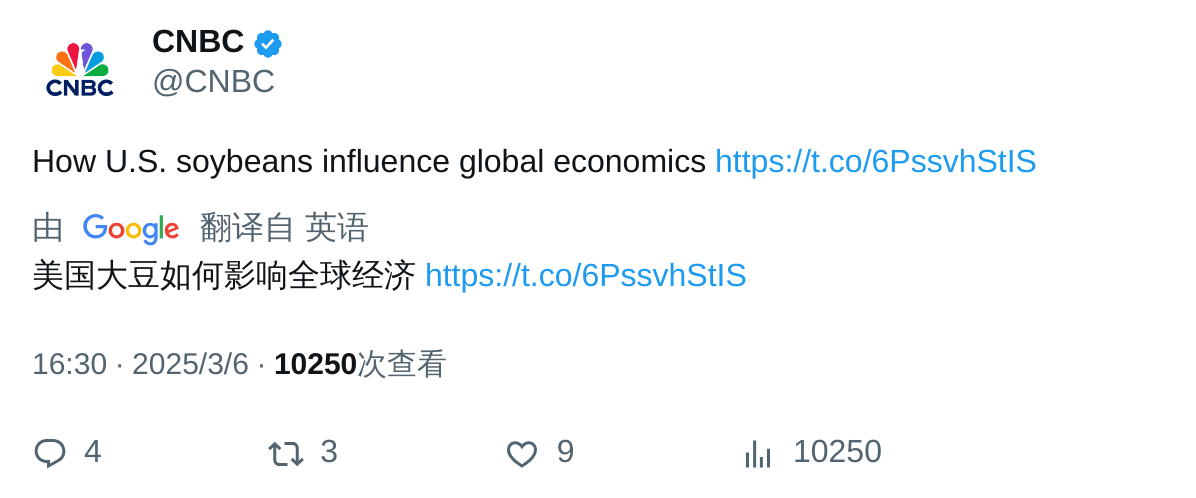 CNBC
CNBC
@CNBC
How U.S. soybeans influence global economics https://t.co/6PssvhStIS
由 Google 翻译自 英语
美国大豆如何影响全球经济 https://t.co/6PssvhStIS
16:30 · 2025/3/6 · 10250次查看
4 3 9 10250